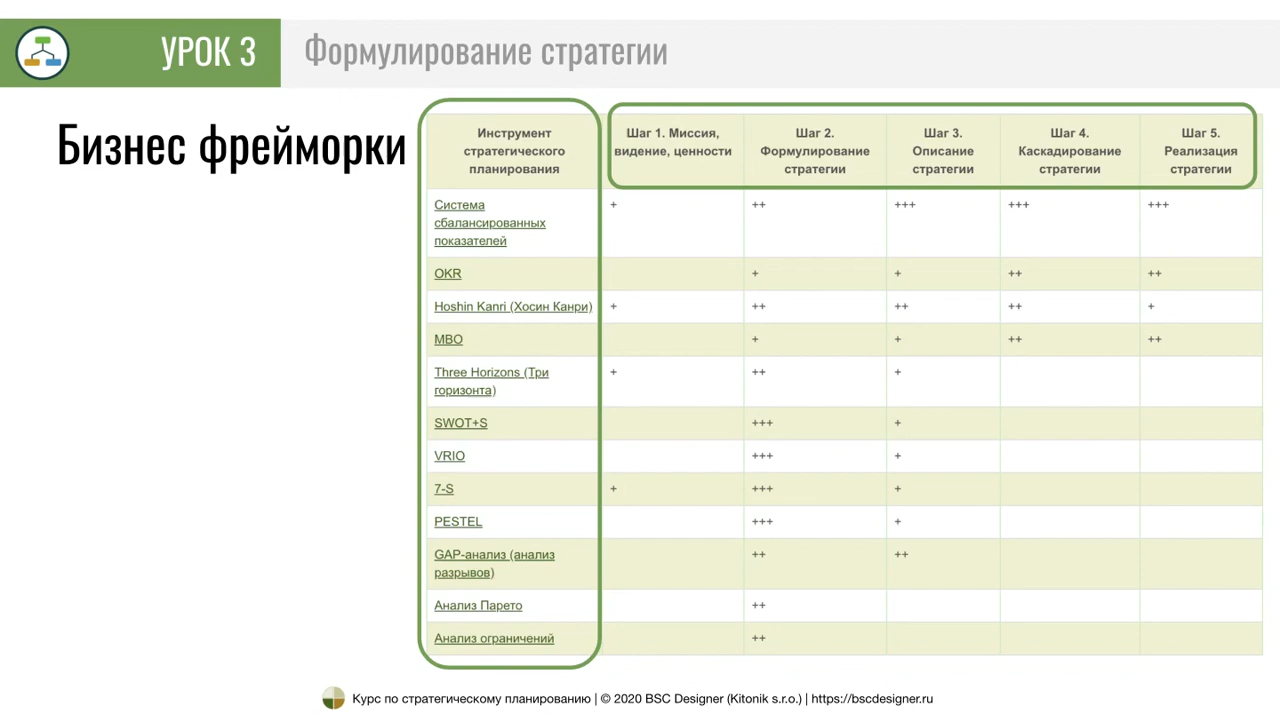 УРОК 3
Формулирование стратегии
Бизнес фрейморки
Инструмент
стратегического
планирования
Шаг 1. Миссия,
видение, ценности
Шаг 2.
Формулирование
стратегии
Шаг 3.
Описание
стратегии
Шаг 4.
Каскадирование
стратегии
Шаг 5.
Реализация
стратегии
Система
сбалансированных
показателей
+ ++ +++ +++ +++
OKR + + ++ ++
Hoshin Kanri (Хосин Канри) + ++ ++ ++ +
MBO + + ++ ++
Three Horizons (Три
горизонта)
+ ++ +
SWOT+S +++ +
VRIO +++ +
7-S + +++ +
PESTEL +++ +
GAP-анализ (анализ
разрывов)
++ ++
Анализ Парето ++
Анализ ограничений ++
Курс по стратегическому планированию | © 2020 BSC Designer (Kitonik s.r.o.) | https://bscdesigner.ru